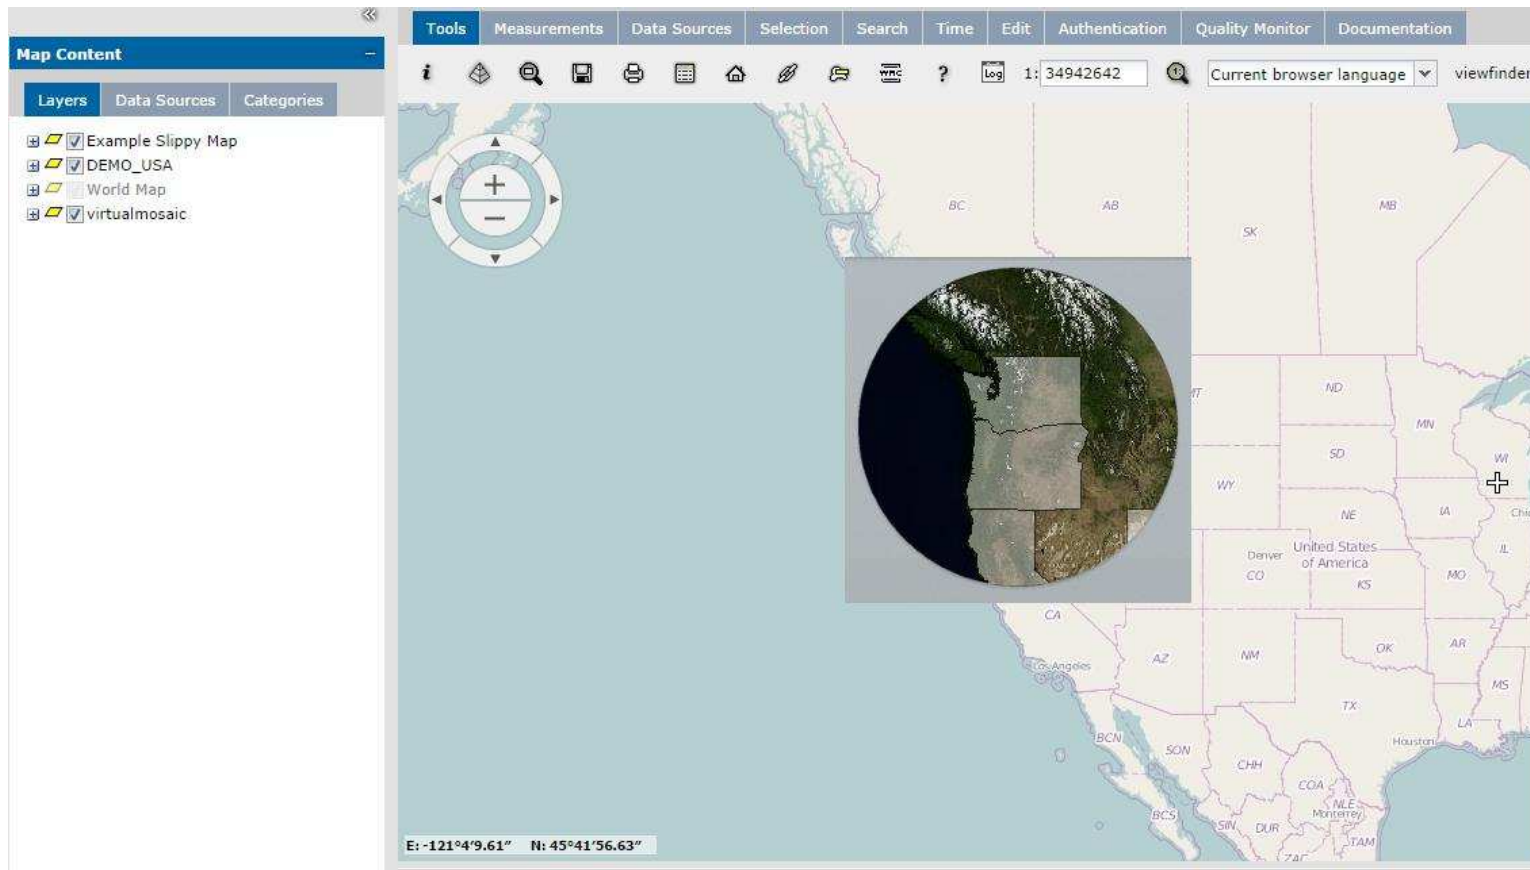 Tools Measurements Data Sources Selection Search Time Edit Authentication Quality Monitor Documentation
Map Content
i WMC ? Log 1: 34942642 Current browser language viewfinder
Layers Data Sources Categories
Example Slippy Map
DEMO_USA
World Map
virtualmosaic
BC AB MB
SK
MT ND
MN
SD WI
WY
NE IA Chic
United States
of America
Denver IL
CO KS MO
CA
OK AR
Los Angeles AZ NM
MS
TX
LA
BCN Houston
SON
CHH
COA
NLE
Monterrey
BCS
SIN DUR
TAM
ZAC
E: -121°4'9.61" N: 45°41'56.63"